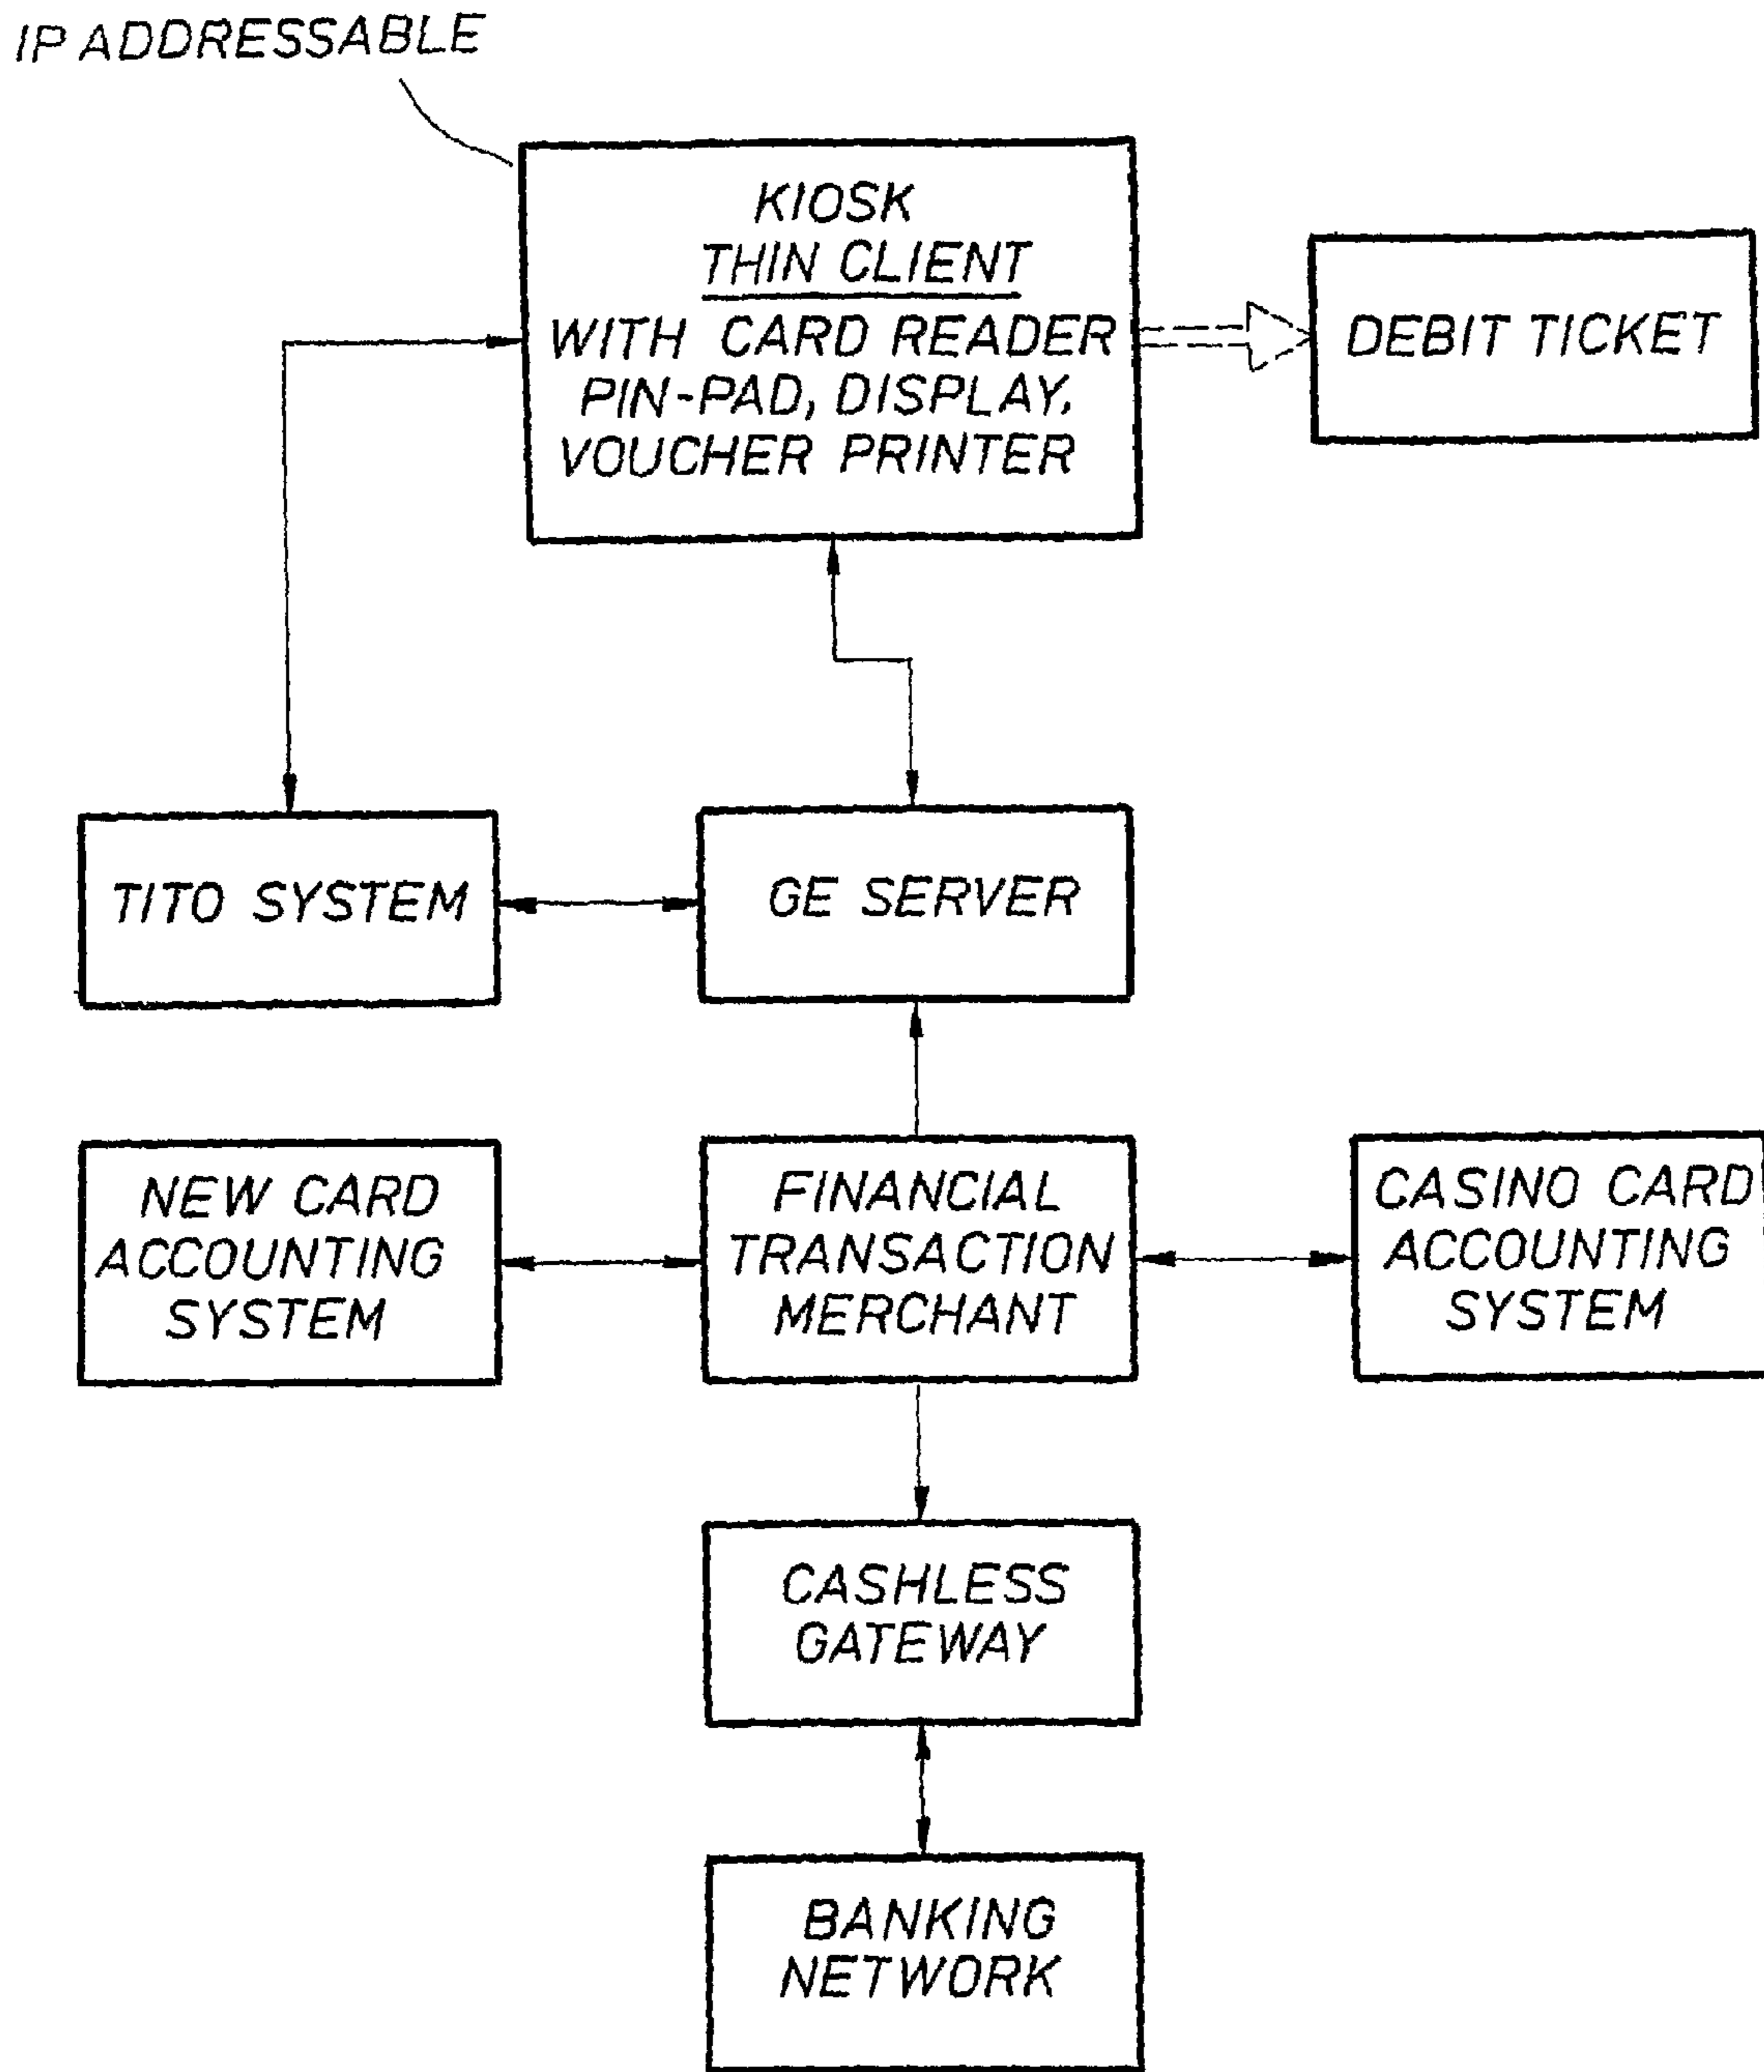 IP ADDRESSABLE
KIOSK
THIN CLIENT
WITH CARD READER
PIN-PAD, DISPLAY,
VOUCHER PRINTER
DEBIT TICKET
TITO SYSTEM
GE SERVER
NEW CARD
ACCOUNTING
SYSTEM
FINANCIAL
TRANSACTION
MERCHANT
CASINO CARD
ACCOUNTING
SYSTEM
CASHLESS
GATEWAY
BANKING
NETWORK